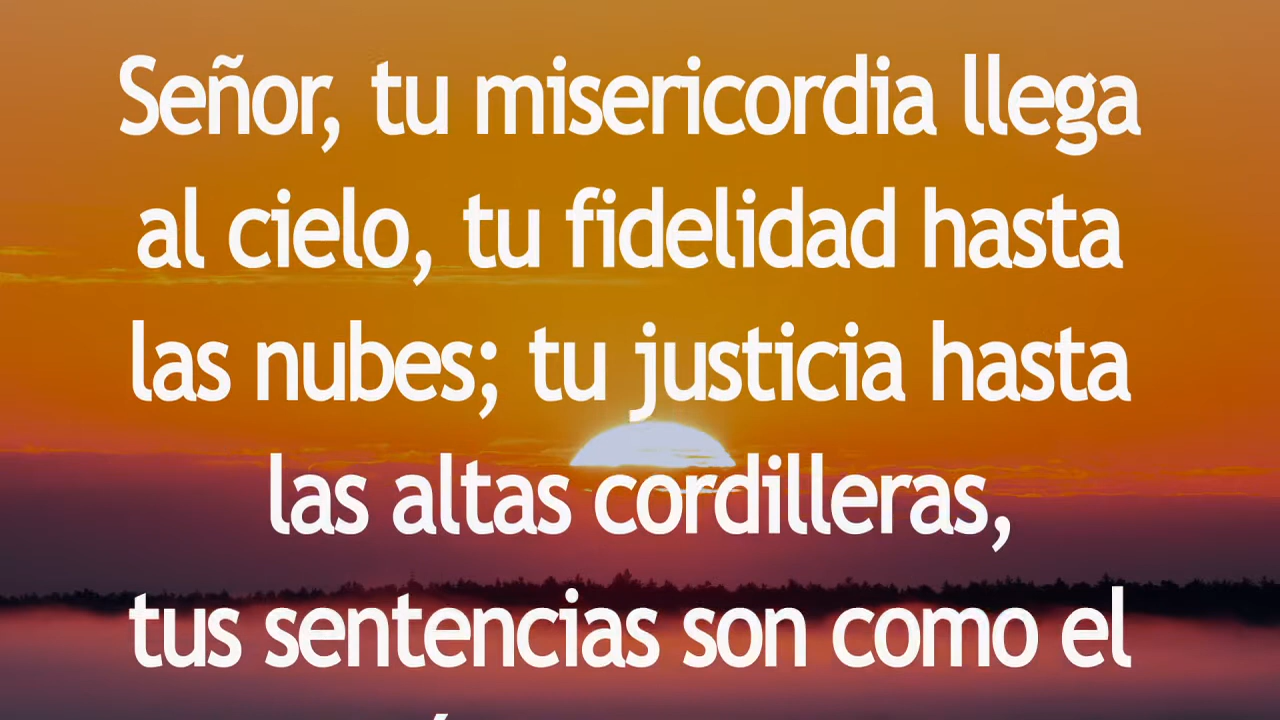 Señor, tu misericordia llega
al cielo, tu fidelidad hasta
las nubes; tu justicia hasta
las altas cordilleras,
tus sentencias son como el